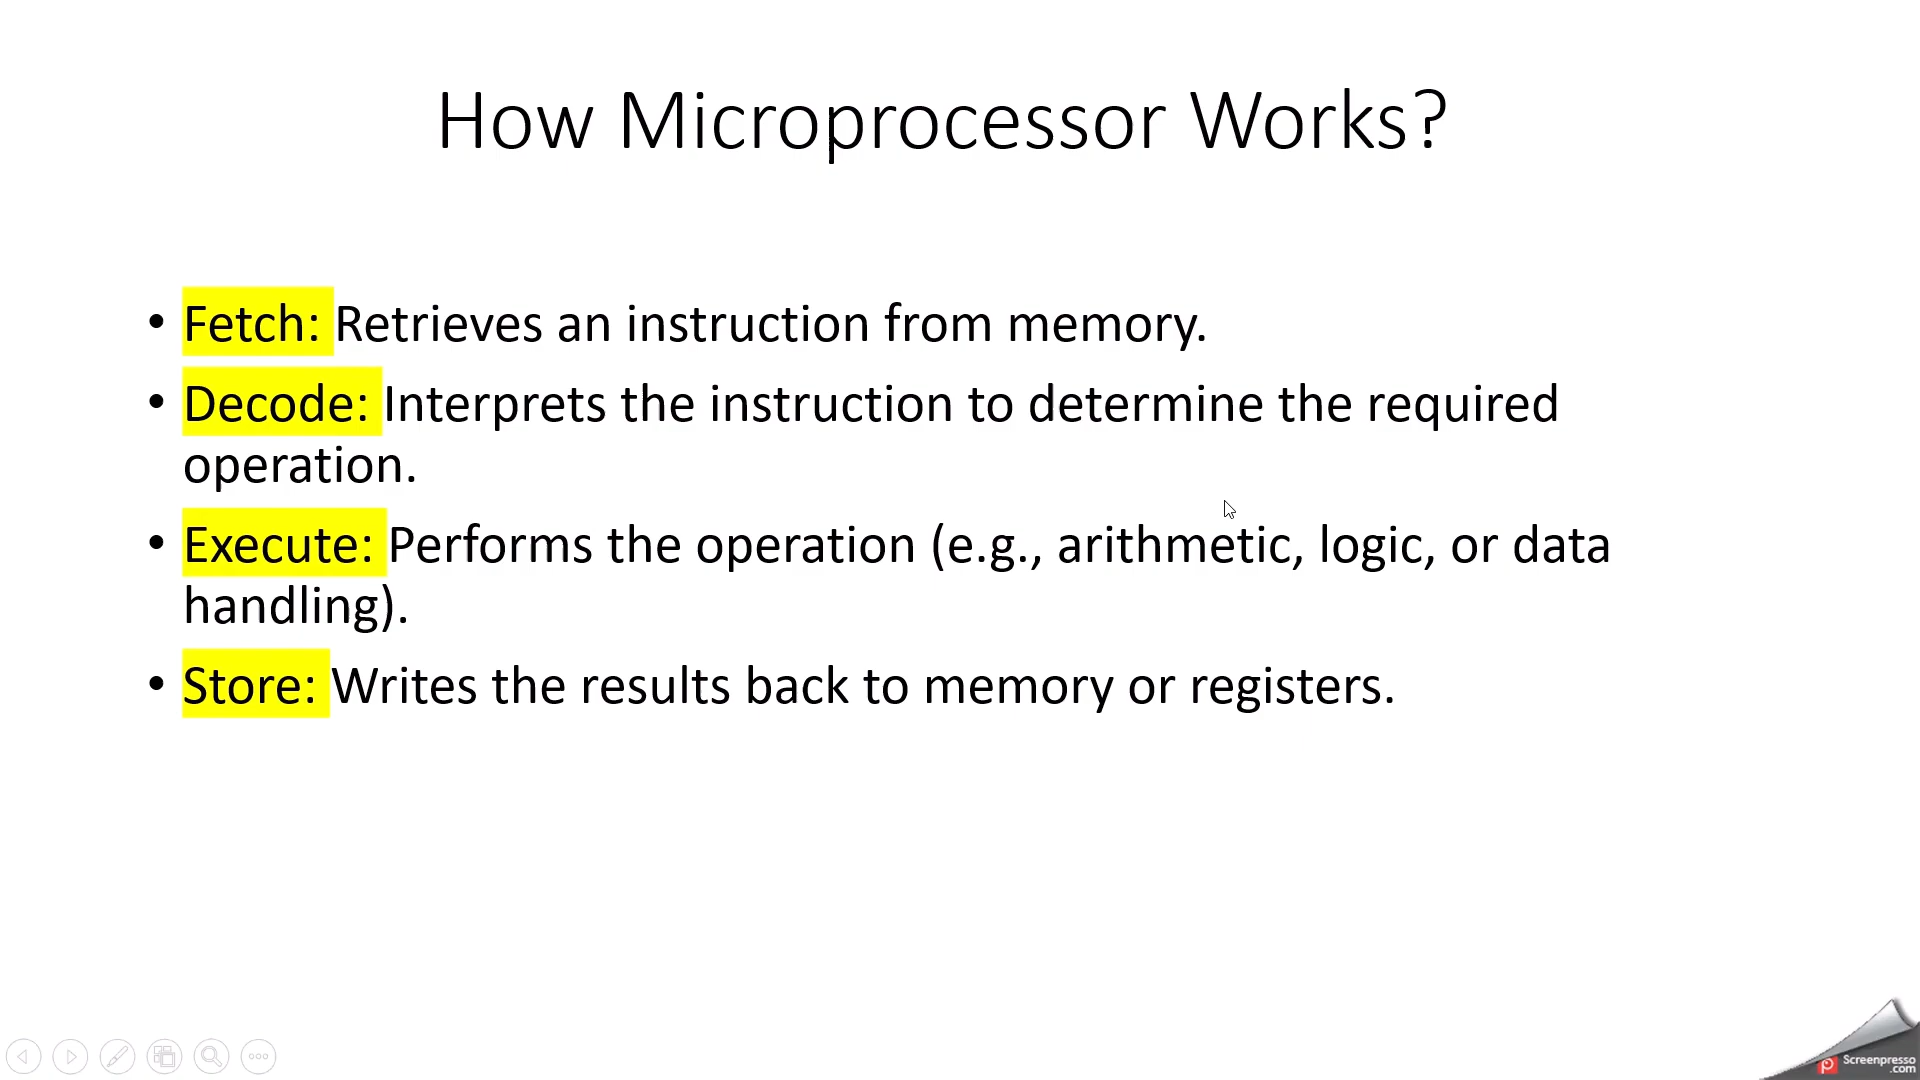 How Microprocessor Works?
• Fetch: Retrieves an instruction from memory.
• Decode: Interprets the instruction to determine the required
operation.
• Execute: Performs the operation (e.g., arithmetic, logic, or data
handling).
• Store: Writes the results back to memory or registers.
Screenpresso
.com